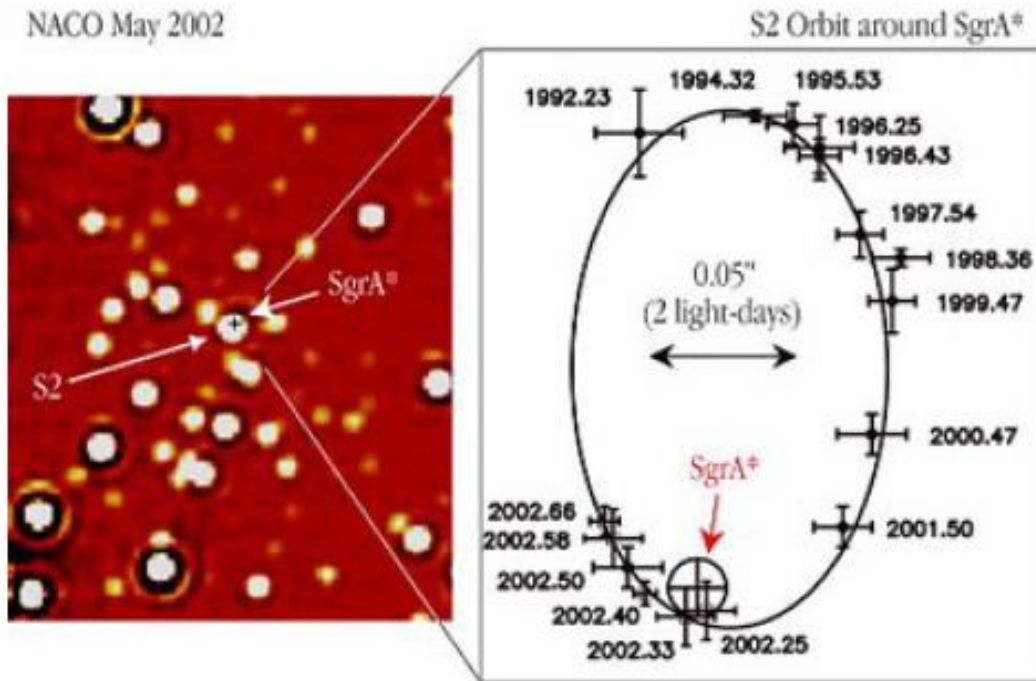 NACO May 2002
S2 Orbit around SgrA*
SgrA*
S2
1992.23
1994.32
1995.53
1996.25
1996.43
1997.54
1998.36
1999.47
0.05"
(2 light-days)
2000.47
SgrA*
2001.50
2002.66
2002.58
2002.50
2002.40
2002.33
2002.25